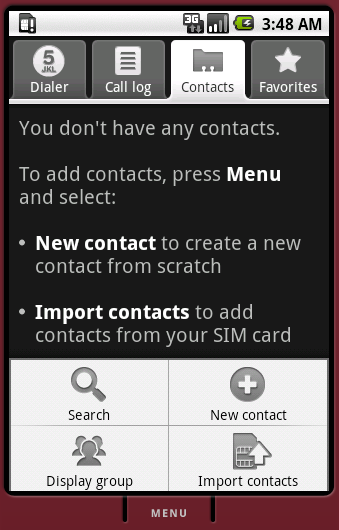 3G 3:48 AM
5
JKL
Dialer Call log Contacts Favorites
You don't have any contacts.
To add contacts, press Menu
and select:
• New contact to create a new
contact from scratch
• Import contacts to add
contacts from your SIM card
Search New contact
Display group Import contacts
MENU